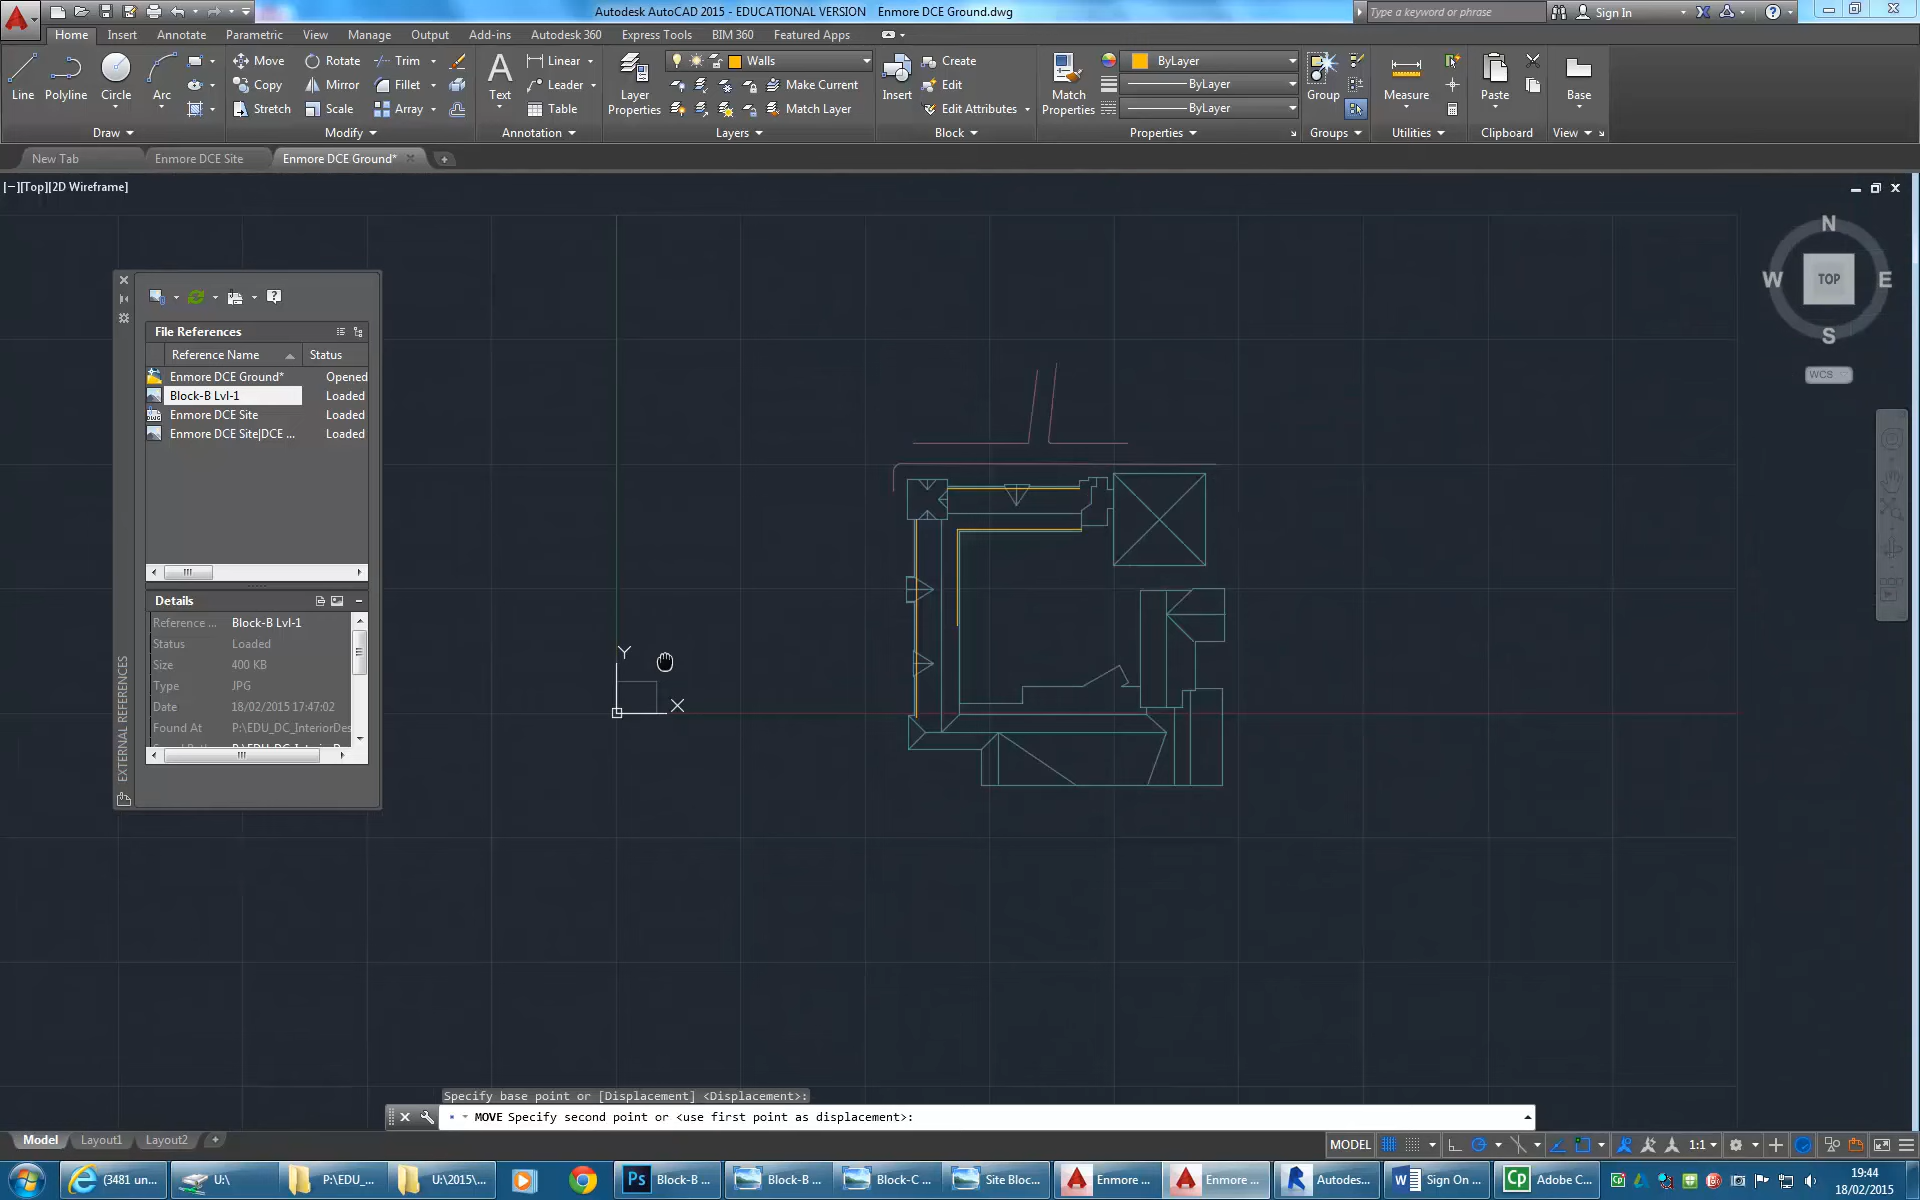 Autodesk AutoCAD 2015 - EDUCATIONAL VERSION Enmore DCE Ground.dwg
Type a keyword or phrase
Sign In
Home Insert Annotate Parametric View Manage Output Add-ins Autodesk 360 Express Tools BIM 360 Featured Apps
Line Polyline Circle Arc
Move Rotate Trim
Copy Mirror Fillet
Stretch Scale Array
Text Linear
Leader
Table
Layer Properties
Walls
Make Current
Match Layer
Insert Create
Edit
Edit Attributes
Match Properties
ByLayer
ByLayer
ByLayer
Group Measure Paste Base
Draw Modify Annotation Layers Block Properties Groups Utilities Clipboard View
New Tab Enmore DCE Site Enmore DCE Ground*
[−][Top][2D Wireframe]
N
W TOP E
S
WCS
File References
Reference Name Status
Enmore DCE Ground* Opened
Block-B Lvl-1 Loaded
Enmore DCE Site Loaded
Enmore DCE Site|DCE ... Loaded
Details
Reference ... Block-B Lvl-1
Status Loaded
Size 400 KB
Type JPG
Date 18/02/2015 17:47:02
Found At P:\EDU_DC_InteriorDes
EXTERNAL REFERENCES
Y
X
Specify base point or [Displacement] <Displacement>:
MOVE Specify second point or <use first point as displacement>:
Model Layout1 Layout2
MODEL 1:1
(3481 un... U:\ P:\EDU_... U:\2015\... Block-B ... Block-B ... Block-C ... Site Bloc... Enmore ... Enmore ... Autodes... Sign On ... Adobe C...
19:44
18/02/2015